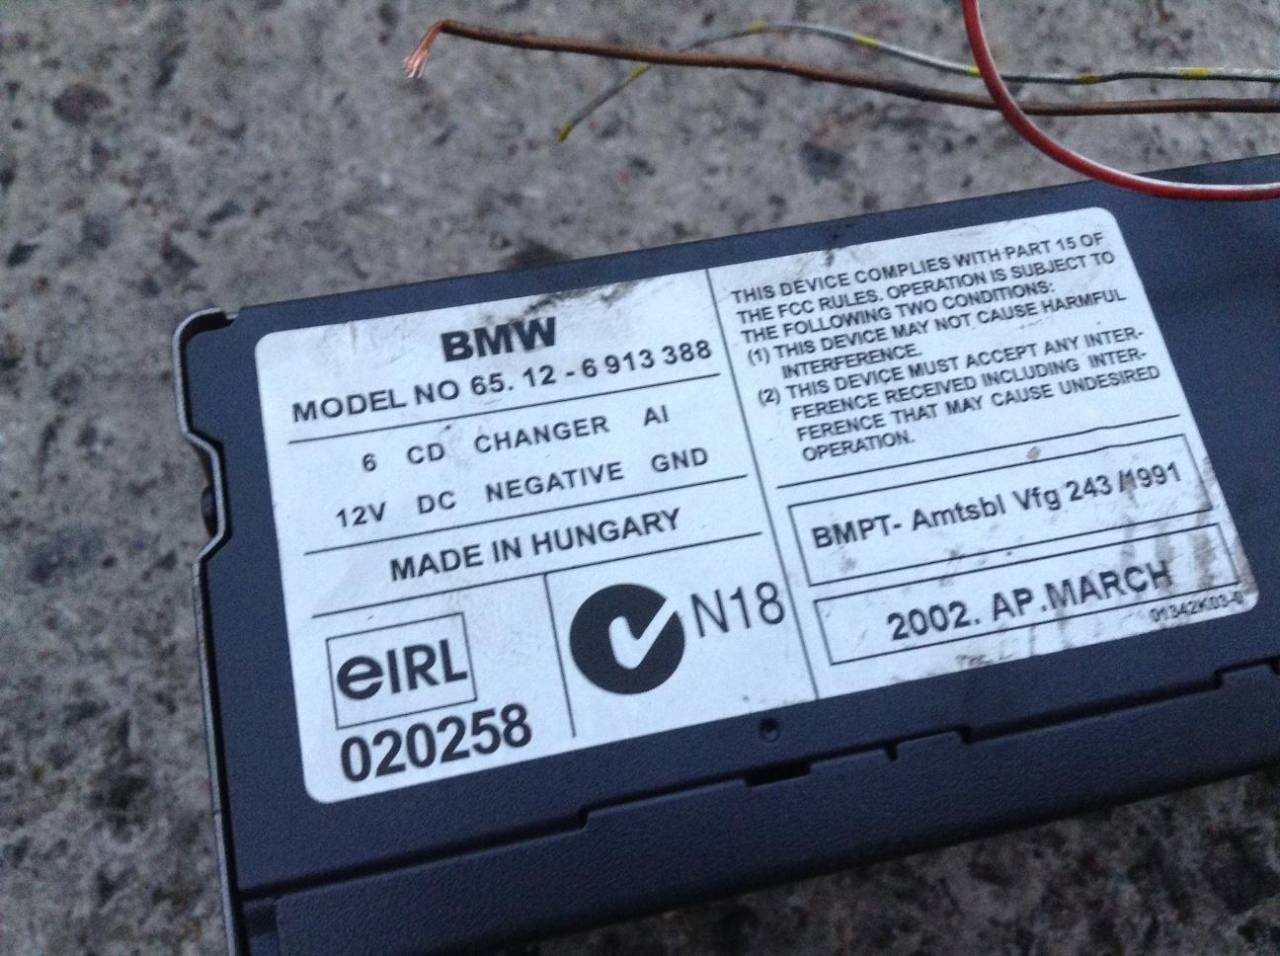 BMW
MODEL NO 65. 12 - 6 913 388
6 CD CHANGER AI
12V DC NEGATIVE GND
MADE IN HUNGARY
eIRL
020258
N18
THIS DEVICE COMPLIES WITH PART 15 OF
THE FCC RULES. OPERATION IS SUBJECT TO
THE FOLLOWING TWO CONDITIONS:
(1) THIS DEVICE MAY NOT CAUSE HARMFUL
INTERFERENCE.
(2) THIS DEVICE MUST ACCEPT ANY INTER-
FERENCE RECEIVED INCLUDING INTER-
FERENCE THAT MAY CAUSE UNDESIRED
OPERATION.
BMPT- Amtsbl Vfg 243 /1991
2002. AP.MARCH
01342K03-0